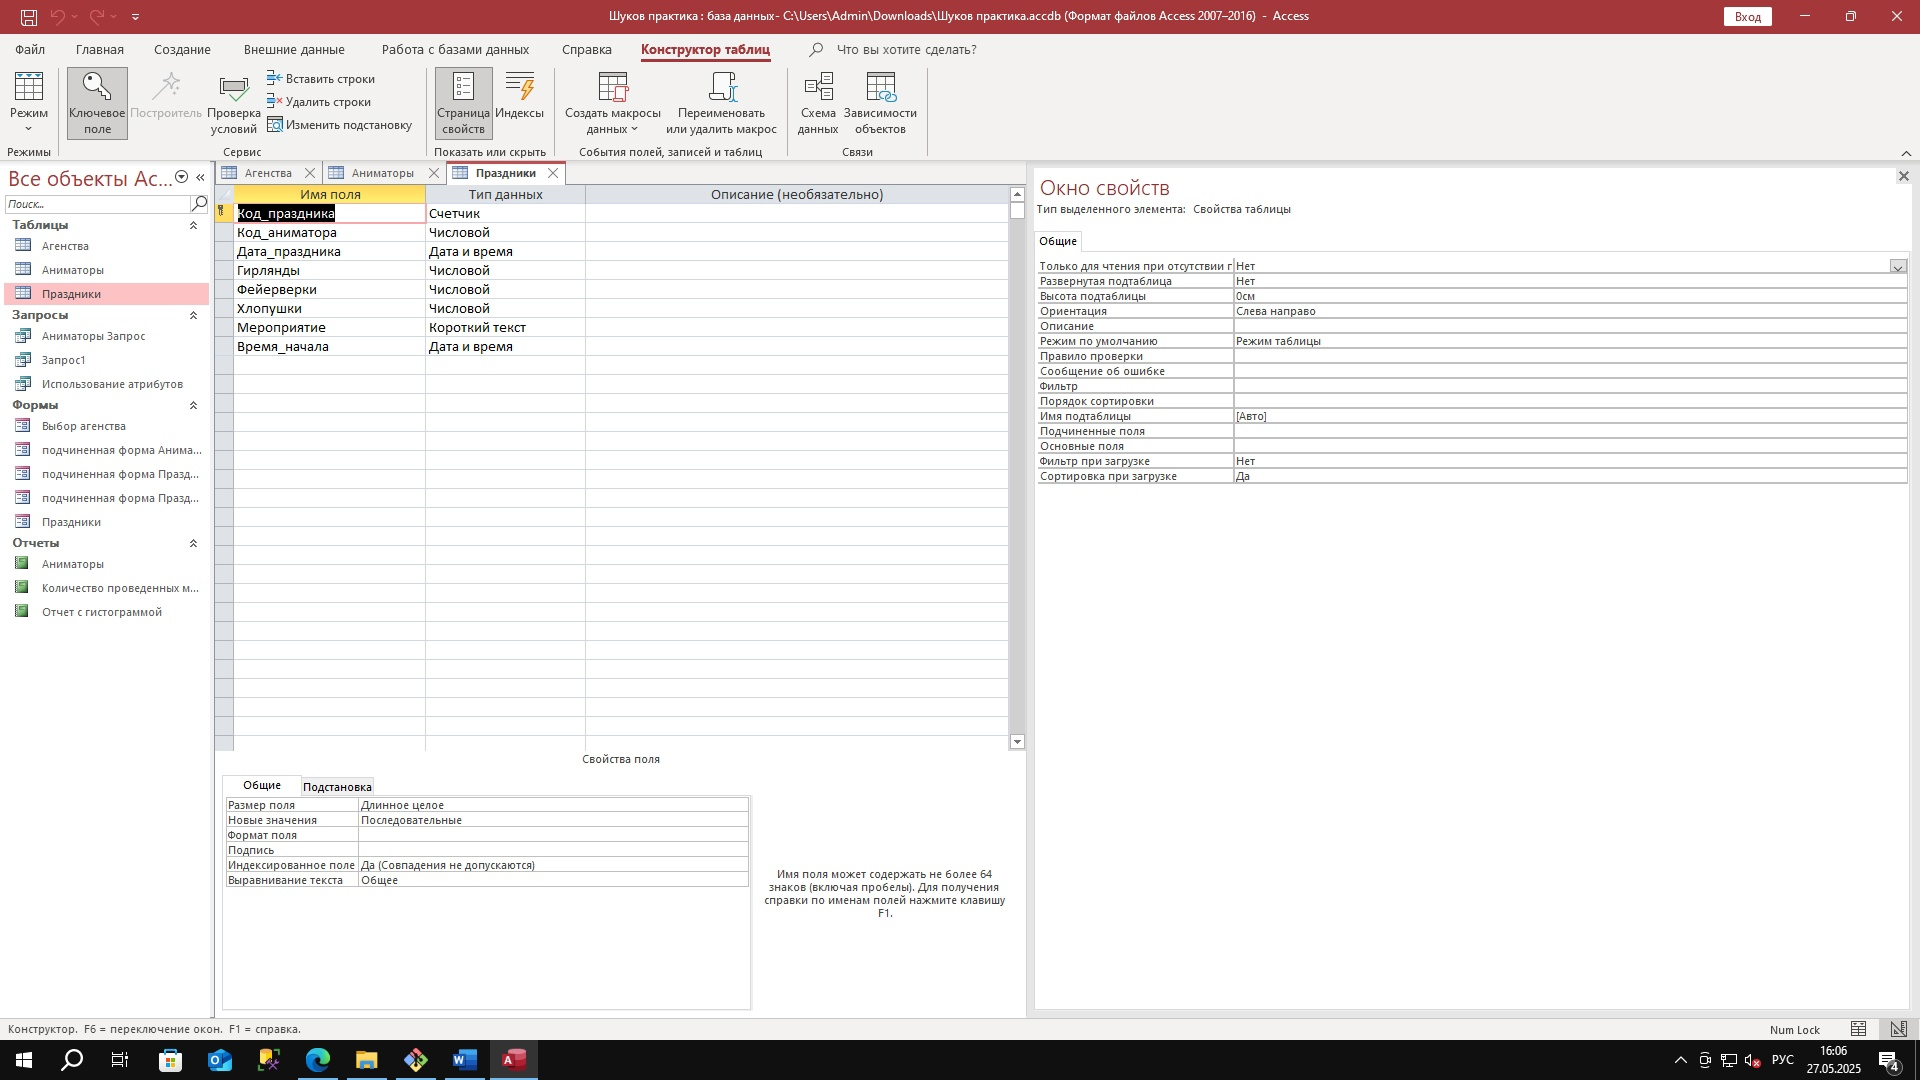 Шуков практика : база данных- C:\Users\Admin\Downloads\Шуков практика.accdb (Формат файлов Access 2007–2016)  -  Access
Вход
Файл
Главная
Создание
Внешние данные
Работа с базами данных
Справка
Конструктор таблиц
Что вы хотите сделать?
Режим
Ключевое поле
Построитель
Проверка условий
Вставить строки
Удалить строки
Изменить подстановку
Страница свойств
Индексы
Создать макросы данных
Переименовать или удалить макрос
Схема данных
Зависимости объектов
Режимы
Сервис
Показать или скрыть
События полей, записей и таблиц
Связи
Все объекты Ac...
Поиск...
Таблицы
Агенства
Аниматоры
Праздники
Запросы
Аниматоры Запрос
Запрос1
Использование атрибутов
Формы
Выбор агенства
подчиненная форма Анима...
подчиненная форма Празд...
подчиненная форма Празд...
Праздники
Отчеты
Аниматоры
Количество проведенных м...
Отчет с гистограммой
Агенства
Аниматоры
Праздники
Имя поля Тип данных Описание (необязательно)
Код_праздника Счетчик
Код_аниматора Числовой
Дата_праздника Дата и время
Гирлянды Числовой
Фейерверки Числовой
Хлопушки Числовой
Мероприятие Короткий текст
Время_начала Дата и время
Свойства поля
Общие Подстановка
Размер поля Длинное целое
Новые значения Последовательные
Формат поля
Подпись
Индексированное поле Да (Совпадения не допускаются)
Выравнивание текста Общее
Имя поля может содержать не более 64
знаков (включая пробелы). Для получения
справки по именам полей нажмите клавишу
F1.
Окно свойств
Тип выделенного элемента:  Свойства таблицы
Общие
Только для чтения при отсутствии г Нет
Развернутая подтаблица Нет
Высота подтаблицы 0см
Ориентация Слева направо
Описание
Режим по умолчанию Режим таблицы
Правило проверки
Сообщение об ошибке
Фильтр
Порядок сортировки
Имя подтаблицы [Авто]
Подчиненные поля
Основные поля
Фильтр при загрузке Нет
Сортировка при загрузке Да
Конструктор.  F6 = переключение окон.  F1 = справка.
Num Lock
РУС
16:06
27.05.2025
4